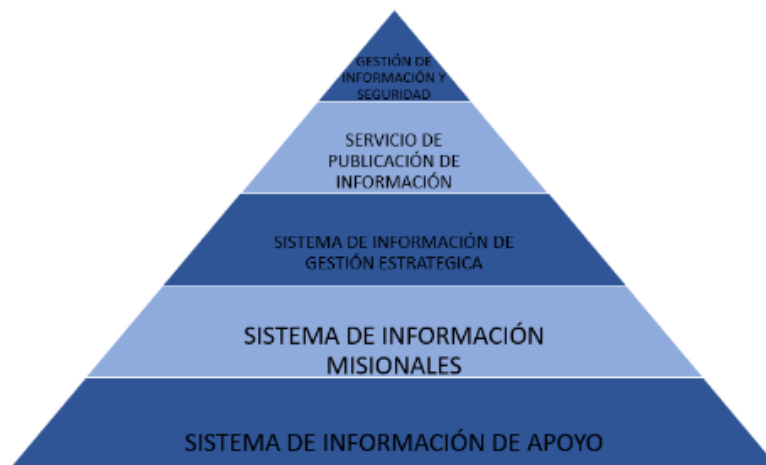 GESTIÓN DE
INFORMACIÓN Y
SEGURIDAD
SERVICIO DE
PUBLICACIÓN DE
INFORMACIÓN
SISTEMA DE INFORMACIÓN DE
GESTIÓN ESTRATEGICA
SISTEMA DE INFORMACIÓN
MISIONALES
SISTEMA DE INFORMACIÓN DE APOYO